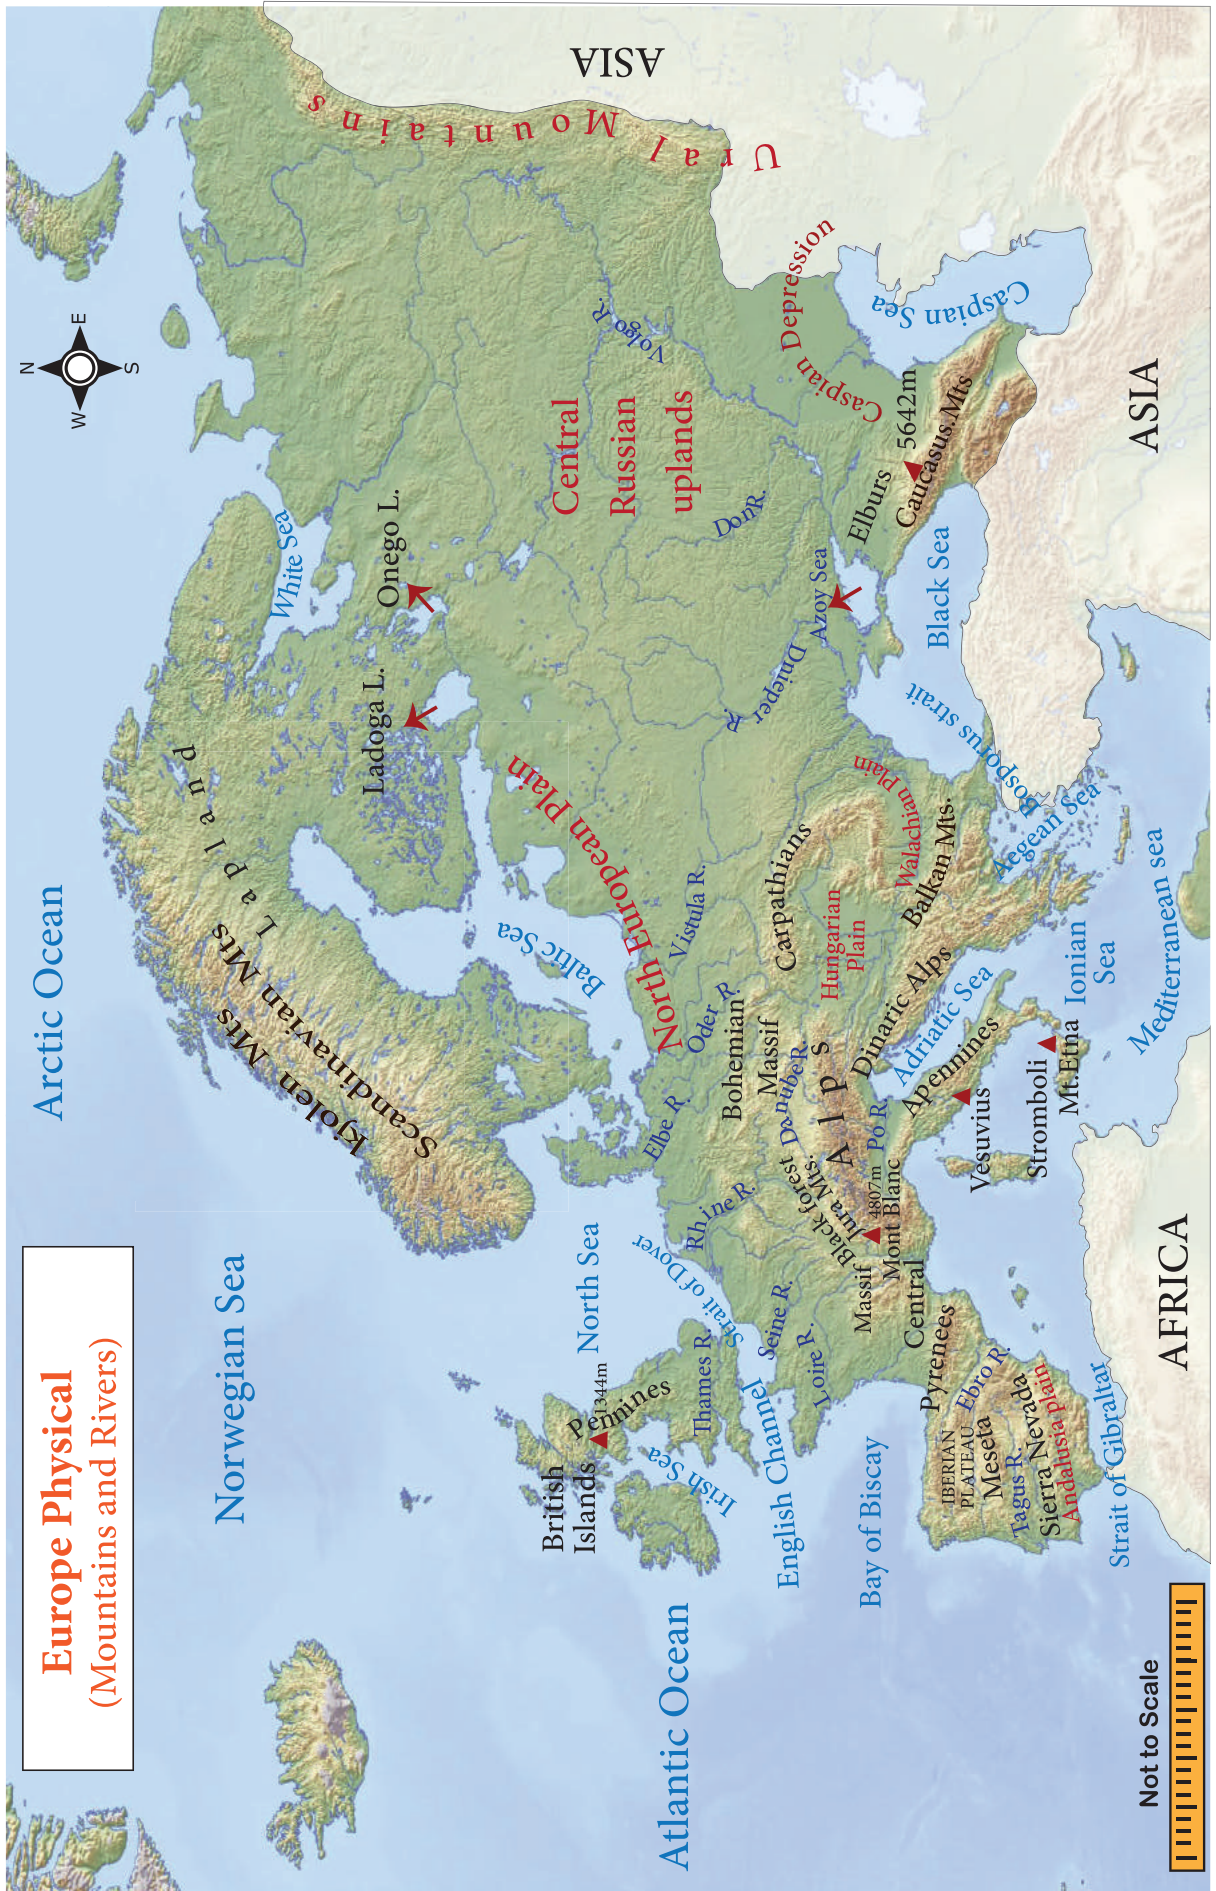 Europe Physical
(Mountains and Rivers)
N
W
E
S
Arctic Ocean
Norwegian Sea
White Sea
Lapland
kjolen Mts
Scandinavian Mts
Ladoga L.
Onego L.
Ural Mountains
ASIA
Baltic Sea
North Sea
North European Plain
Central
Russian
uplands
Volgo R.
Don R.
Dnieper R.
Azoy Sea
Caspian Depression
Caspian Sea
Elburs
5642m
Caucasus.Mts
Black Sea
Bosporus strait
ASIA
British
Islands
1344m
Pennines
Irish Sea
Thames R.
Strait of Dover
English Channel
Seine R.
Loire R.
Rhine R.
Elbe R.
Oder R.
Vistula R.
Bohemian
Massif
Danube R.
Carpathians
Hungarian
Plain
Walachian Plain
Balkan Mts.
Dinaric Alps
Alps
Black forest
Jura Mts.
4807m
Mont Blanc
Po R.
Massif
Central
Bay of Biscay
Atlantic Ocean
Pyrenees
Ebro R.
IBERIAN
PLATEAU
Meseta
Tagus R.
Sierra Nevada
Andalusia plain
Strait of Gibraltar
Apennines
Adriatic Sea
Vesuvius
Stromboli
Mt.Etna
Ionian
Sea
Aegean Sea
Mediterranean sea
AFRICA
Not to Scale